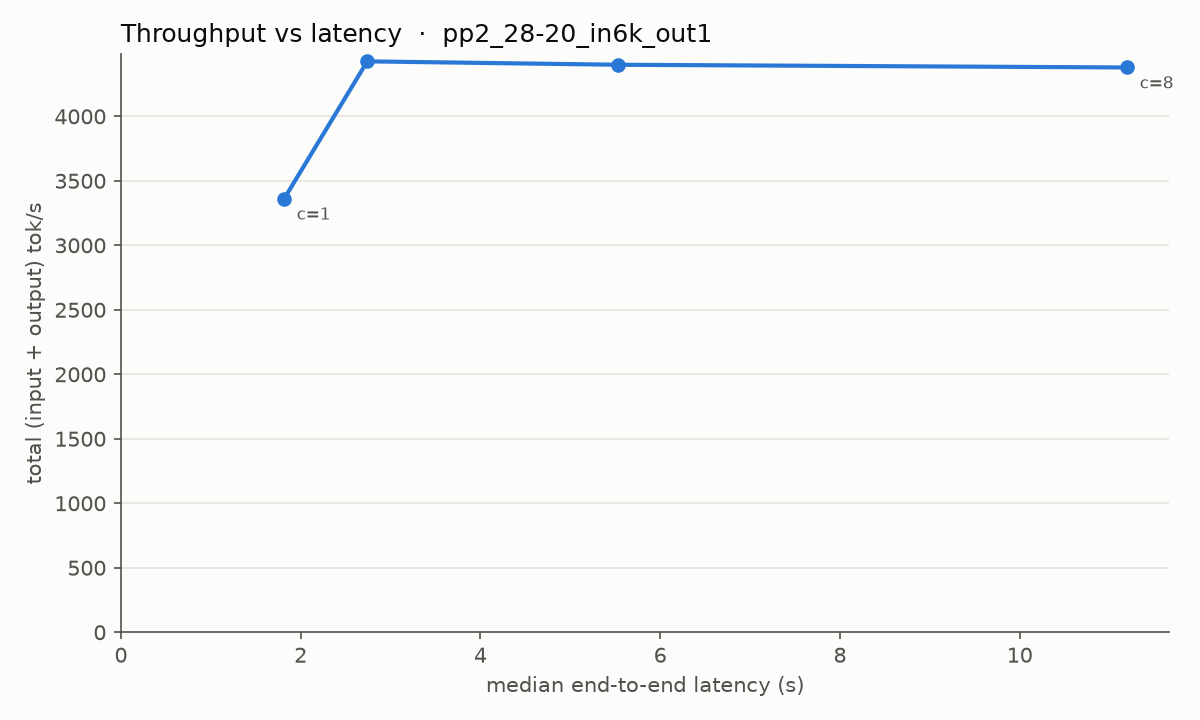 Throughput vs latency · pp2_28-20_in6k_out1
total (input + output) tok/s
4000
3500
3000
2500
2000
1500
1000
500
0
c=1
c=8
0 2 4 6 8 10
median end-to-end latency (s)